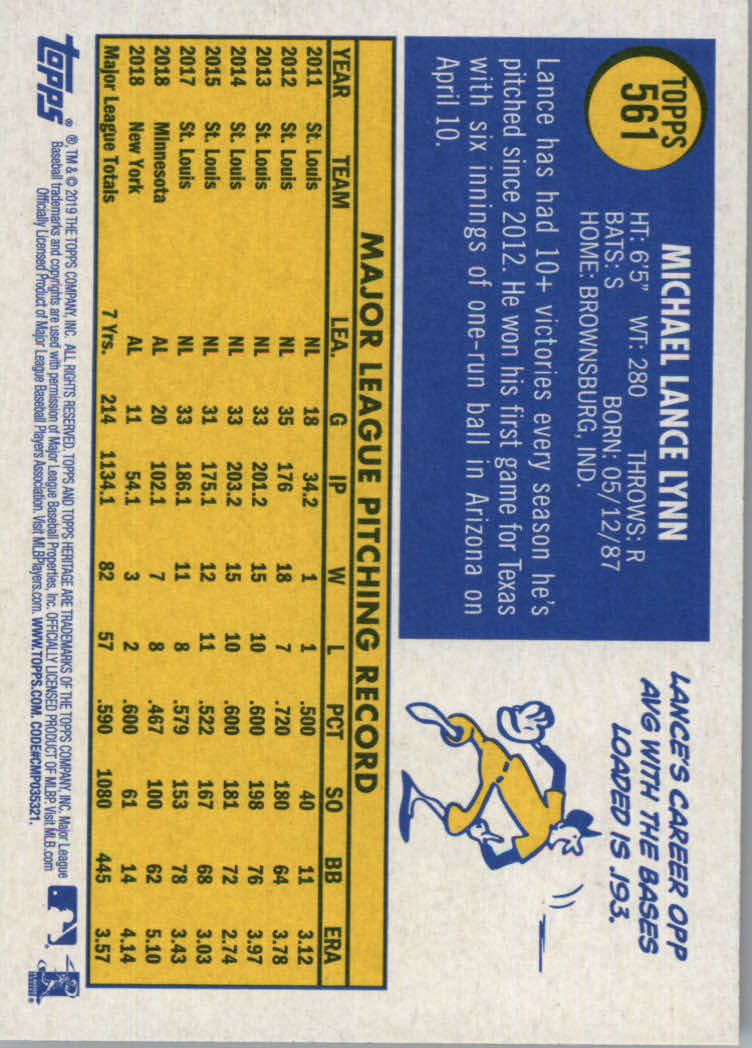 TOPPS
561
MICHAEL LANCE LYNN
HT: 6'5" WT: 280 THROWS: R
BATS: S BORN: 05/12/87
HOME: BROWNSBURG, IND.
Lance has had 10+ victories every season he's
pitched since 2012. He won his first game for Texas
with six innings of one-run ball in Arizona on
April 10.
LANCE'S CAREER OPP
AVG WITH THE BASES
LOADED IS .193.
MAJOR LEAGUE PITCHING RECORD
YEAR TEAM LEA. G IP W L PCT SO BB ERA
2011 St. Louis NL 18 34.2 1 1 .500 40 11 3.12
2012 St. Louis NL 35 176 18 7 .720 180 64 3.78
2013 St. Louis NL 33 201.2 15 10 .600 198 76 3.97
2014 St. Louis NL 33 203.2 15 10 .600 181 72 2.74
2015 St. Louis NL 31 175.1 12 11 .522 167 68 3.03
2017 St. Louis NL 33 186.1 11 8 .579 153 78 3.43
2018 Minnesota AL 20 102.1 7 8 .467 100 62 5.10
2018 New York AL 11 54.1 3 2 .600 61 14 4.14
Major League Totals 7 Yrs. 214 1134.1 82 57 .590 1080 445 3.57
topps ® ®, TM & © 2019 THE TOPPS COMPANY, INC. ALL RIGHTS RESERVED. TOPPS AND TOPPS HERITAGE ARE TRADEMARKS OF THE TOPPS COMPANY, INC. Major League
Baseball trademarks and copyrights are used with permission of Major League Baseball Properties, Inc. OFFICIALLY LICENSED PRODUCT OF MLBP. Visit MLB.com
Officially Licensed Product of Major League Baseball Players Association. Visit MLBPlayers.com. WWW.TOPPS.COM. CODE#CMP035321.